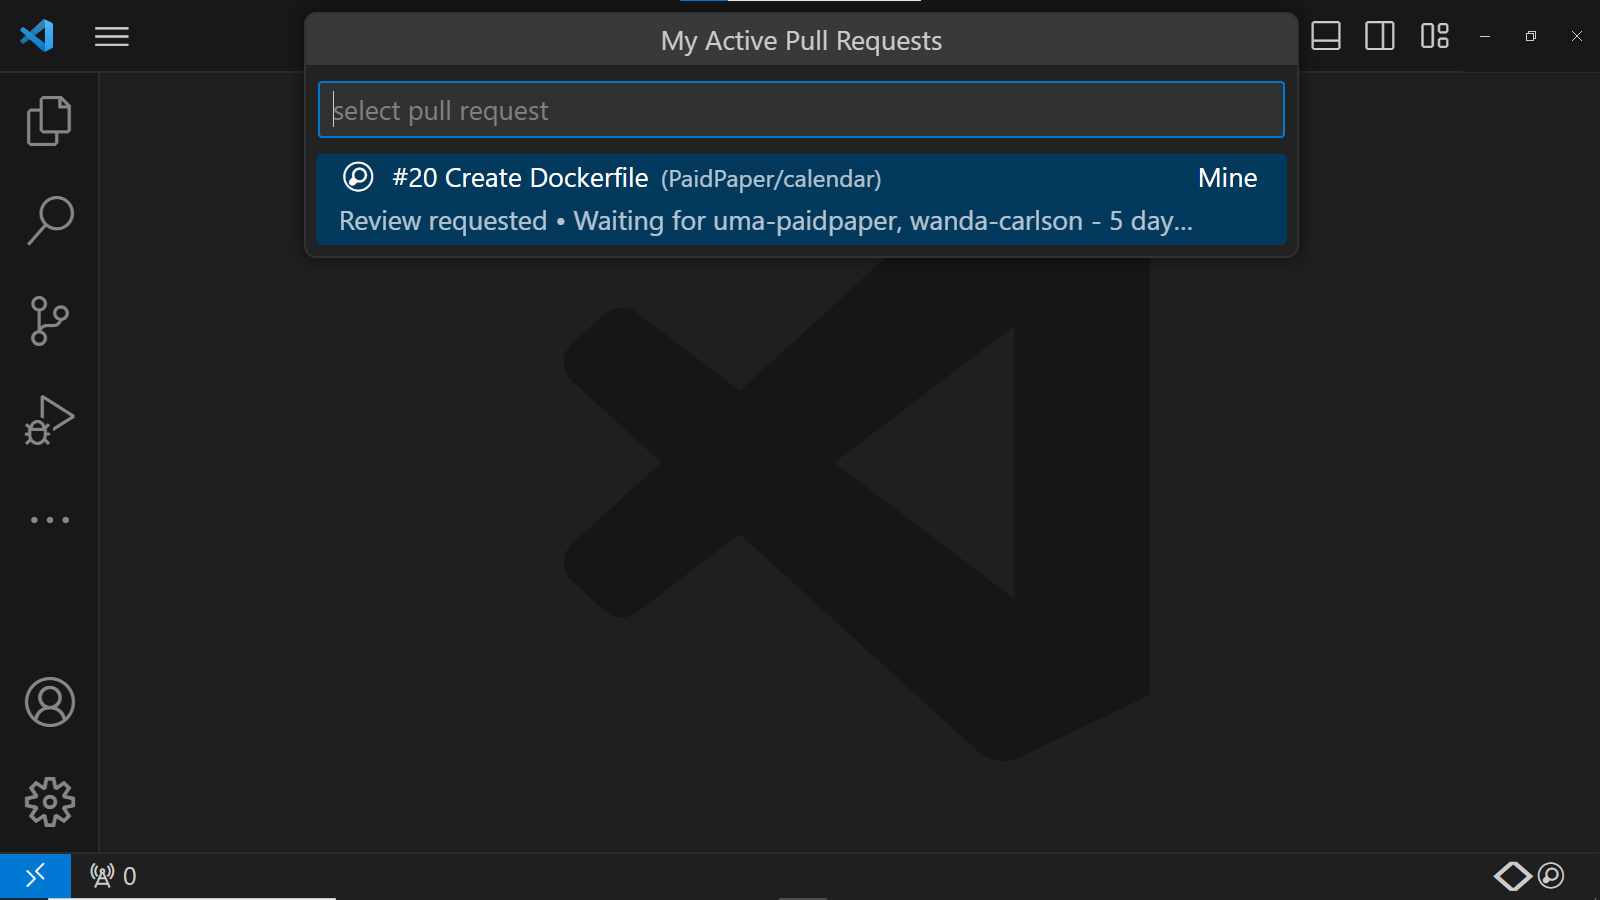 My Active Pull Requests
select pull request
#20 Create Dockerfile (PaidPaper/calendar) Mine
Review requested • Waiting for uma-paidpaper, wanda-carlson - 5 day...
0